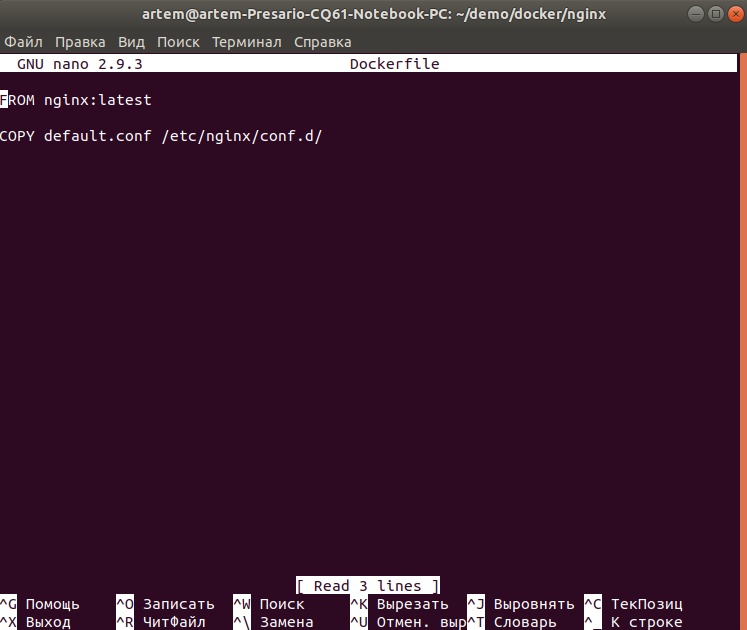 artem@artem-Presario-CQ61-Notebook-PC: ~/demo/docker/nginx
Файл Правка Вид Поиск Терминал Справка
GNU nano 2.9.3 Dockerfile
FROM nginx:latest
COPY default.conf /etc/nginx/conf.d/
[ Read 3 lines ]
^G Помощь ^O Записать ^W Поиск ^K Вырезать ^J Выровнять ^C ТекПозиц
^X Выход ^R ЧитФайл ^\ Замена ^U Отмен. выр ^T Словарь ^_ К строке